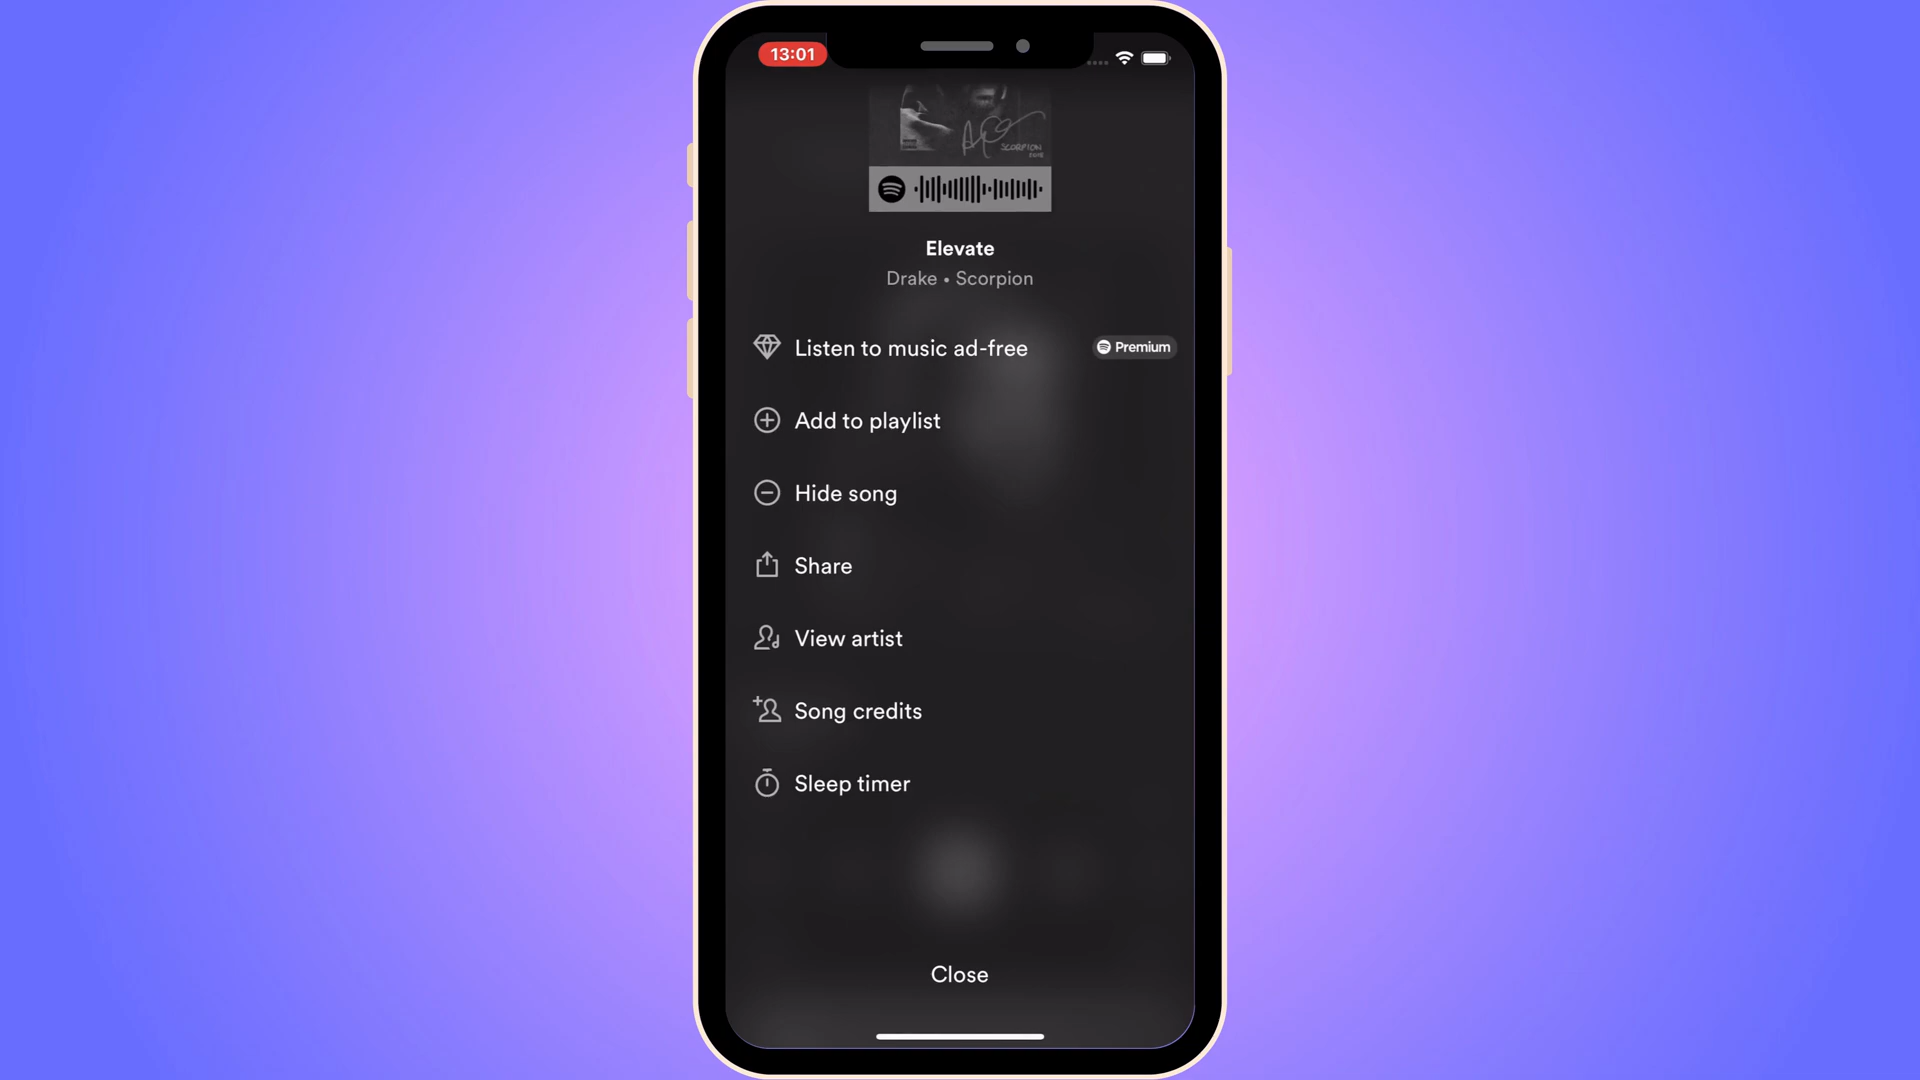 13:01
SCORPION
Elevate
Drake • Scorpion
Listen to music ad-free
Premium
Add to playlist
Hide song
Share
View artist
Song credits
Sleep timer
Close